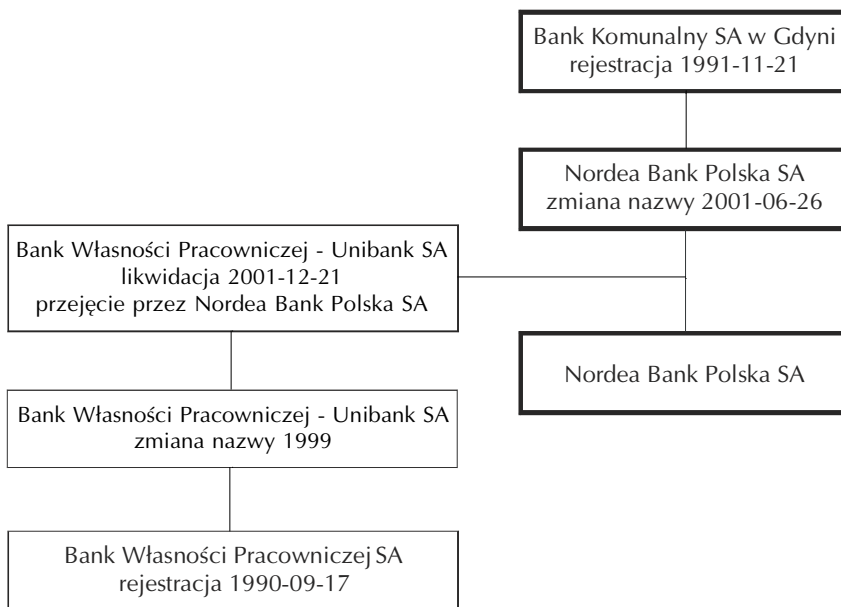 Bank Komunalny SA w Gdyni
rejestracja 1991-11-21
Nordea Bank Polska SA
zmiana nazwy 2001-06-26
Bank Własności Pracowniczej - Unibank SA
likwidacja 2001-12-21
przejęcie przez Nordea Bank Polska SA
Nordea Bank Polska SA
Bank Własności Pracowniczej - Unibank SA
zmiana nazwy 1999
Bank Własności Pracowniczej SA
rejestracja 1990-09-17